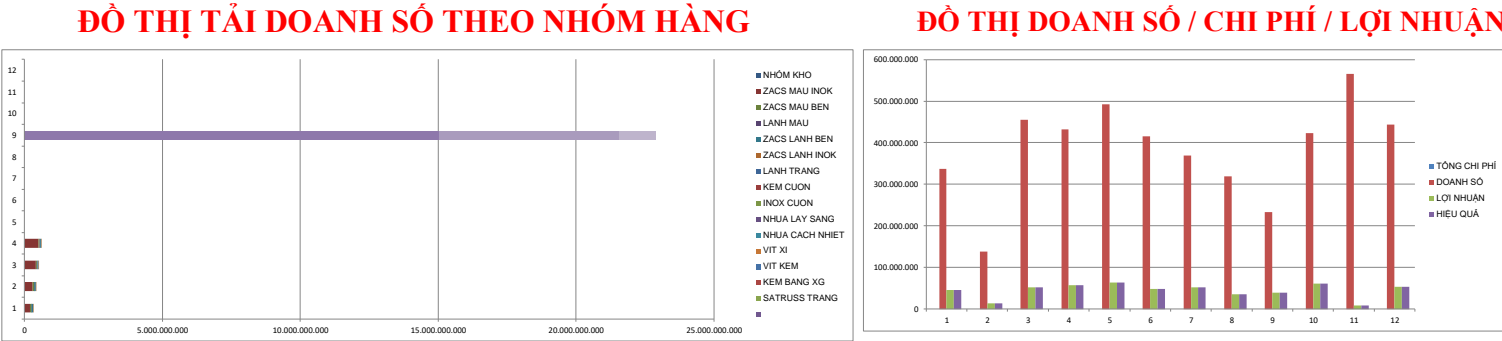 ĐỒ THỊ TẢI DOANH SỐ THEO NHÓM HÀNG
12
11
10
9
8
7
6
5
4
3
2
1
0 5.000.000.000 10.000.000.000 15.000.000.000 20.000.000.000 25.000.000.000
NHÓM KHO
ZACS MAU INOK
ZACS MAU BEN
LANH MAU
ZACS LANH BEN
ZACS LANH INOK
LANH TRANG
KEM CUON
INOX CUON
NHUA LAY SANG
NHUA CACH NHIET
VIT XI
VIT KEM
KEM BANG XG
SATRUSS TRANG
ĐỒ THỊ DOANH SỐ / CHI PHÍ / LỢI NHUẬN
600.000.000
500.000.000
400.000.000
300.000.000
200.000.000
100.000.000
0
1 2 3 4 5 6 7 8 9 10 11 12
TỔNG CHI PHÍ
DOANH SỐ
LỢI NHUẬN
HIỆU QUẢ